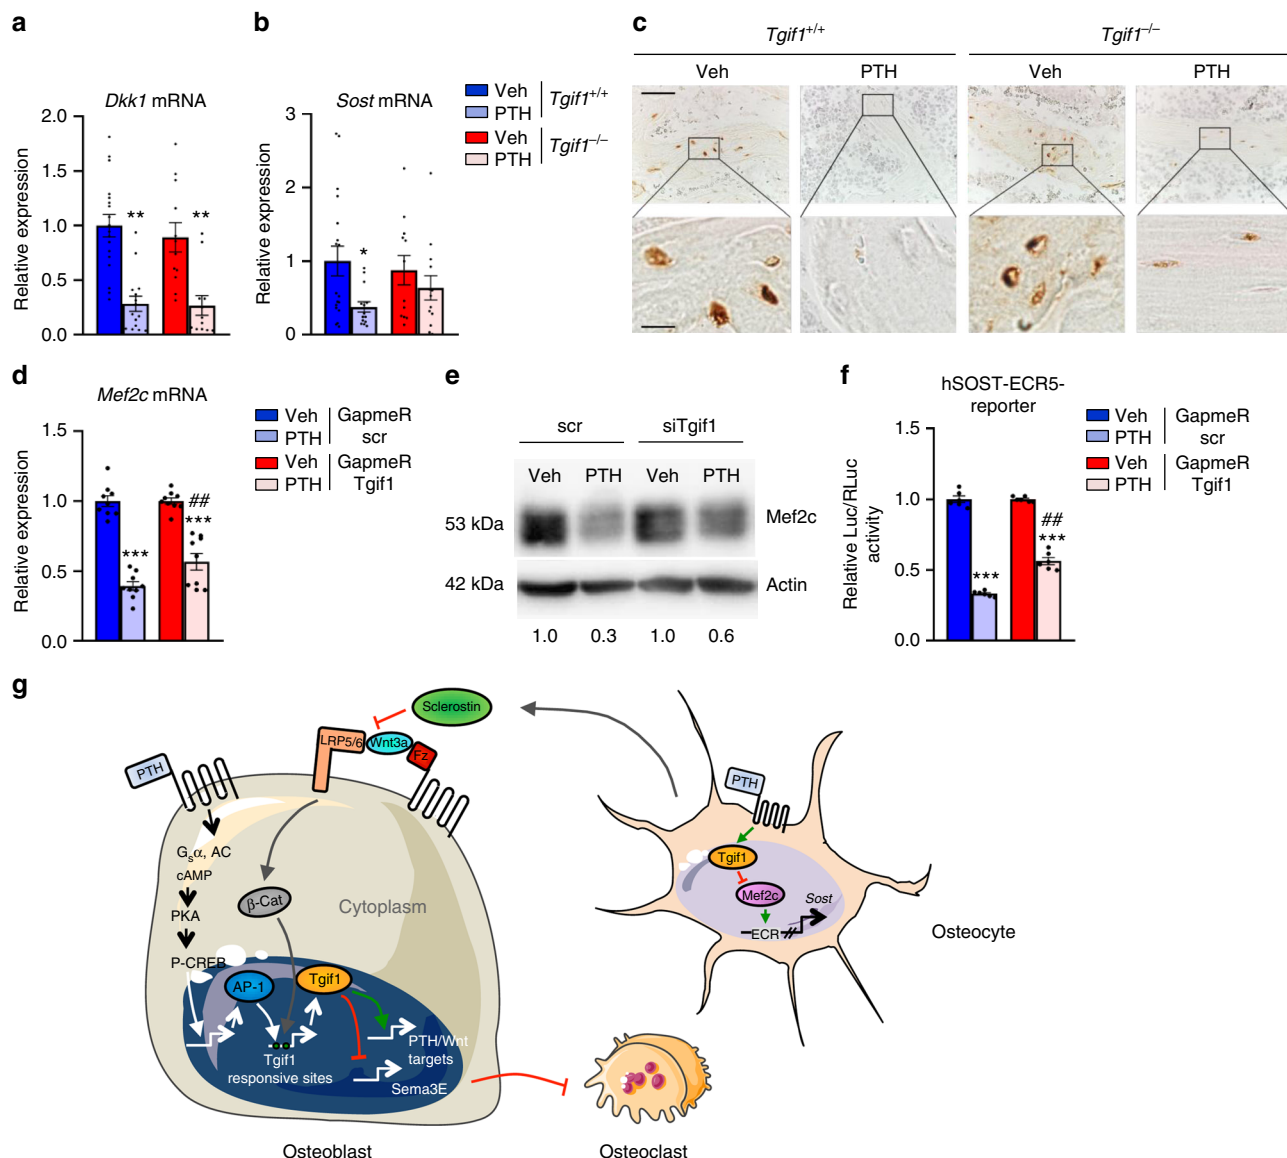 a
Dkk1 mRNA
Relative expression
2.0
1.5
1.0
0.5
0.0
**
**
b
Sost mRNA
Relative expression
3
2
1
0
*
Veh
PTH
Tgif1+/+
Veh
PTH
Tgif1–/–
c
Tgif1+/+
Tgif1–/–
Veh
PTH
Veh
PTH
d
Mef2c mRNA
Relative expression
1.5
1.0
0.5
0.0
***
##
***
Veh
PTH
GapmeR
scr
Veh
PTH
GapmeR
Tgif1
e
scr
siTgif1
Veh
PTH
Veh
PTH
53 kDa
Mef2c
42 kDa
Actin
1.0
0.3
1.0
0.6
f
hSOST-ECR5-
reporter
Relative Luc/RLuc
activity
1.5
1.0
0.5
0.0
***
##
***
Veh
PTH
GapmeR
scr
Veh
PTH
GapmeR
Tgif1
g
Sclerostin
LRP5/6
Wnt3a
Fz
PTH
Gsα, AC
cAMP
PKA
P-CREB
β-Cat
Cytoplasm
AP-1
Tgif1
Tgif1
responsive sites
PTH/Wnt
targets
Sema3E
Osteoblast
Osteoclast
PTH
Tgif1
Mef2c
Sost
ECR
Osteocyte